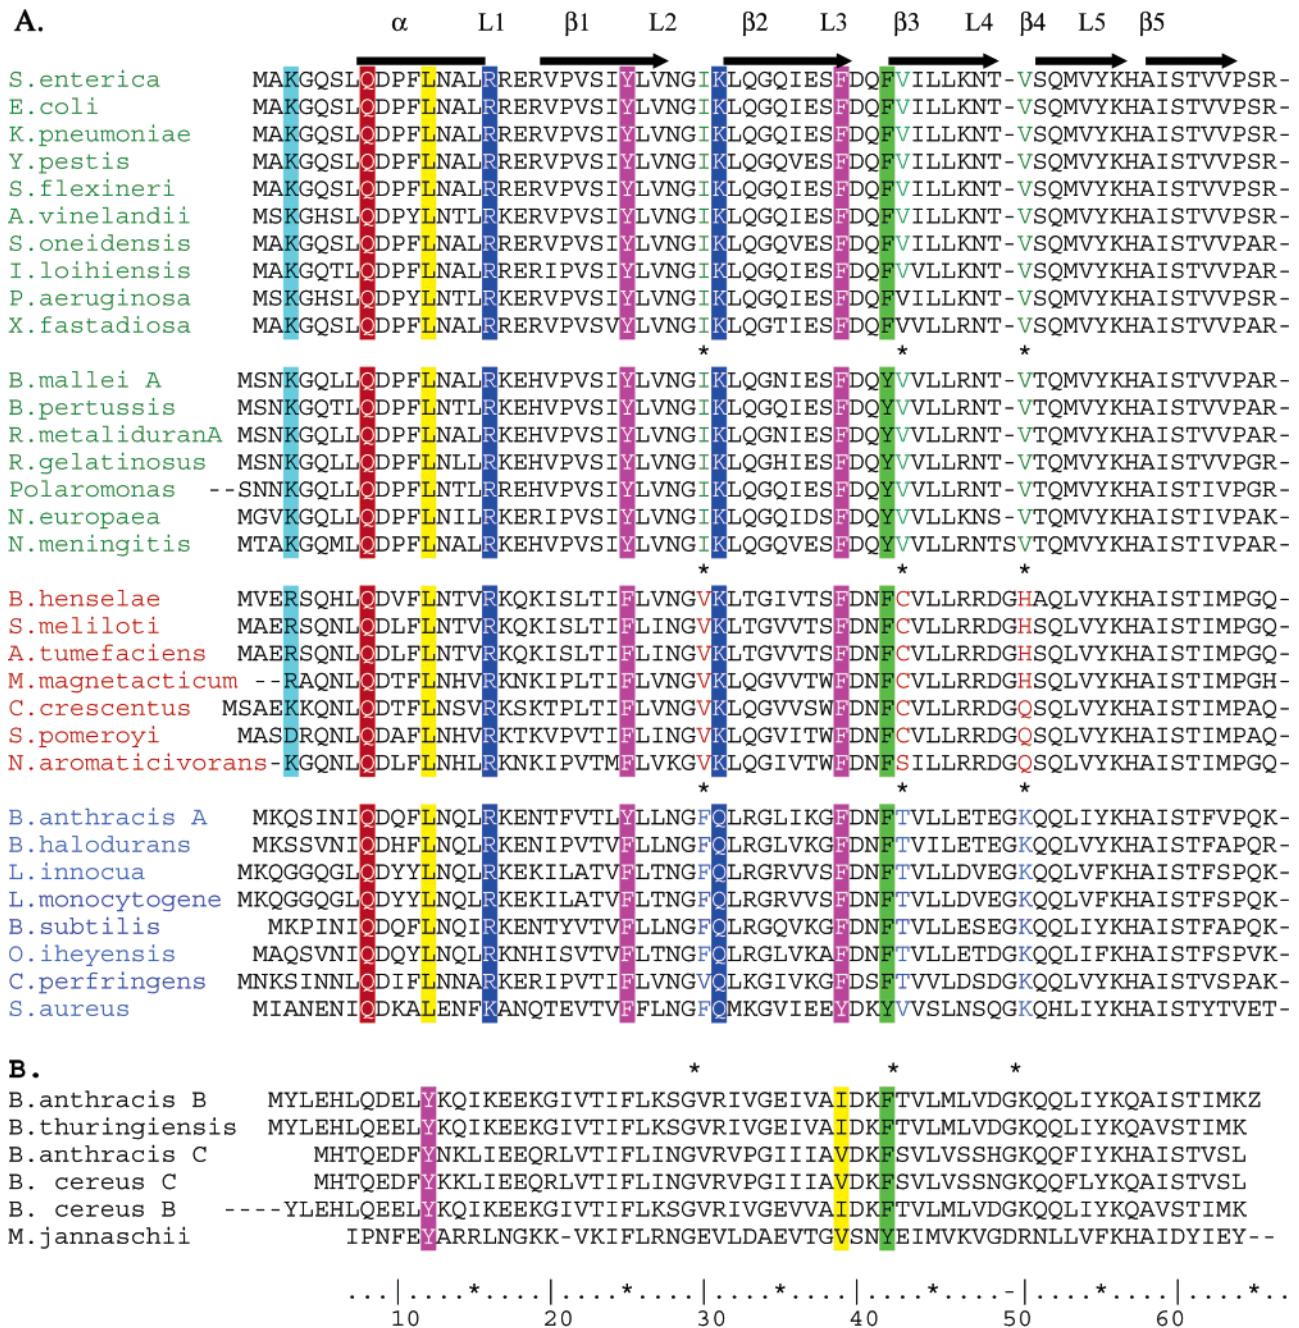 A.
α L1 β1 L2 β2 L3 β3 L4 β4 L5 β5
S.enterica MAKGQSLQDPFLNALRRERVPVSIYLVNGIKLQGQIESFDQFVILLKNT-VSQMVYKHAISTVVPSR-
E.coli MAKGQSLQDPFLNALRRERVPVSIYLVNGIKLQGQIESFDQFVILLKNT-VSQMVYKHAISTVVPSR-
K.pneumoniae MAKGQSLQDPFLNALRRERVPVSIYLVNGIKLQGQIESFDQFVILLKNT-VSQMVYKHAISTVVPSR-
Y.pestis MAKGQSLQDPFLNALRRERVPVSIYLVNGIKLQGQVESFDQFVILLKNT-VSQMVYKHAISTVVPSR-
S.flexineri MAKGQSLQDPFLNALRRERVPVSIYLVNGIKLQGQIESFDQFVILLKNT-VSQMVYKHAISTVVPSR-
A.vinelandii MSKGHSLQDPYLNTLRKERVPVSIYLVNGIKLQGQIESFDQFVILLKNT-VSQMVYKHAISTVVPSR-
S.oneidensis MAKGQSLQDPFLNALRRERVPVSIYLVNGIKLQGQVESFDQFVILLKNT-VSQMVYKHAISTVVPAR-
I.loihiensis MAKGQTLQDPFLNALRRERIPVSIYLVNGIKLQGQIESFDQFVVLLKNT-VSQMVYKHAISTVVPAR-
P.aeruginosa MSKGHSLQDPYLNTLRKERVPVSIYLVNGIKLQGQIESFDQFVILLKNT-VSQMVYKHAISTVVPSR-
X.fastadiosa MAKGQSLQDPFLNALRRERVPVSVYLVNGIKLQGTIESFDQFVVLLRNT-VSQMVYKHAISTVVPAR-
* * *
B.mallei A MSNKGQLLQDPFLNALRKEHVPVSIYLVNGIKLQGNIESFDQYVVLLRNT-VTQMVYKHAISTVVPAR-
B.pertussis MSNKGQTLQDPFLNTLRKEHVPVSIYLVNGIKLQGQIESFDQYVVLLRNT-VTQMVYKHAISTVVPAR-
R.metaliduranA MSNKGQLLQDPFLNALRKEHVPVSIYLVNGIKLQGNIESFDQYVVLLRNT-VTQMVYKHAISTVVPAR-
R.gelatinosus MSNKGQLLQDPFLNLLRKEHVPVSIYLVNGIKLQGHIESFDQYVVLLRNT-VTQMVYKHAISTVVPGR-
Polaromonas --SNNKGQLLQDPFLNTLRKEHVPVSIYLVNGIKLQGQIESFDQYVVLLRNT-VTQMVYKHAISTIVPGR-
N.europaea MGVKGQLLQDPFLNILRKERIPVSIYLVNGIKLQGQIDSFDQYVVLLKNS-VTQMVYKHAISTIVPAK-
N.meningitis MTAKGQMLQDPFLNALRKEHVPVSIYLVNGIKLQGQVESFDQYVVLLRNTSVTQMVYKHAISTIVPAR-
* * *
B.henselae MVERSQHLQDVFLNTVRKQKISLTIFLVNGVKLTGIVTSFDNFCVLLRRDGHAQLVYKHAISTIMPGQ-
S.meliloti MAERSQNLQDLFLNTVRKQKISLTIFLINGVKLTGVVTSFDNFCVLLRRDGHSQLVYKHAISTIMPGQ-
A.tumefaciens MAERSQNLQDLFLNTVRKQKISLTIFLINGVKLTGVVTSFDNFCVLLRRDGHSQLVYKHAISTIMPGQ-
M.magnetacticum --RAQNLQDTFLNHVRKNKIPLTIFLVNGVKLQGVVTWFDNFCVLLRRDGHSQLVYKHAISTIMPGH-
C.crescentus MSAEKKQNLQDTFLNSVRKSKTPLTIFLVNGVKLQGVVSWFDNFCVLLRRDGQSQLVYKHAISTIMPAQ-
S.pomeroyi MASDRQNLQDAFLNHVRKTKVPVTIFLINGVKLQGVITWFDNFCVLLRRDGQSQLVYKHAISTIMPAQ-
N.aromaticivorans-KGQNLQDLFLNHLRKNKIPVTMFLVKGVKLQGIVTWFDNFSILLRRDGQSQLVYKHAISTIMPGQ-
* * *
B.anthracis A MKQSINIQDQFLNQLRKENTFVTLYLLNGFQLRGLIKGFDNFTVLLETEGKQQLIYKHAISTFVPQK-
B.halodurans MKSSVNIQDHFLNQLRKENIPVTVFLLNGFQLRGLVKGFDNFTVILETEGKQQLVYKHAISTFAPQR-
L.innocua MKQGGQGLQDYYLNQLRKEKILATVFLTNGFQLRGRVVSFDNFTVLLDVEGKQQLVFKHAISTFSPQK-
L.monocytogene MKQGGQGLQDYYLNQLRKEKILATVFLTNGFQLRGRVVSFDNFTVLLDVEGKQQLVFKHAISTFSPQK-
B.subtilis MKPINIQDQFLNQIRKENTYVTVFLLNGFQLRGQVKGFDNFTVLLESEGKQQLIYKHAISTFAPQK-
O.iheyensis MAQSVNIQDQYLNQLRKNHISVTVFLTNGFQLRGLVKAFDNFTVLLETDGKQQLIFKHAISTFSPVK-
C.perfringens MNKSINNLQDIFLNNARKERIPVTIFLVNGVQLKGIVKGFDSFTVVLDSDGKQQLVYKHAISTVSPAK-
S.aureus MIANENIQDKALENFKANQTEVTVFFLNGFQMKGVIEEYDKYVVSLNSQGKQHLIYKHAISTYTVET-
B.
* * *
B.anthracis B MYLEHLQDELYKQIKEEKGIVTIFLKSGVRIVGEIVAIDKFTVLMLVDGKQQLIYKQAISTIMKZ
B.thuringiensis MYLEHLQEELYKQIKEEKGIVTIFLKSGVRIVGEIVAIDKFTVLMLVDGKQQLIYKQAVSTIMK
B.anthracis C MHTQEDFYNKLIEEQRLVTIFLINGVRVPGIIIAVDKFSVLVSSHGKQQFIYKHAISTVSL
B. cereus C MHTQEDFYKKLIEEQRLVTIFLINGVRVPGIIIAVDKFSVLVSSNGKQQFLYKHAISTVSL
B. cereus B ----YLEHLQEELYKQIKEEKGIVTIFLKSGVRIVGEVVAIDKFTVLMLVDGKQQLIYKQAVSTIMK
M.jannaschii IPNFEYARRLNGKK-VKIFLRNGEVLDAEVTGVSNYEIMVKVGDRNLLVFKHAIDYIEY--
...|....*....|....*....|....*....|....*....-|....*....|....*..
10 20 30 40 50 60